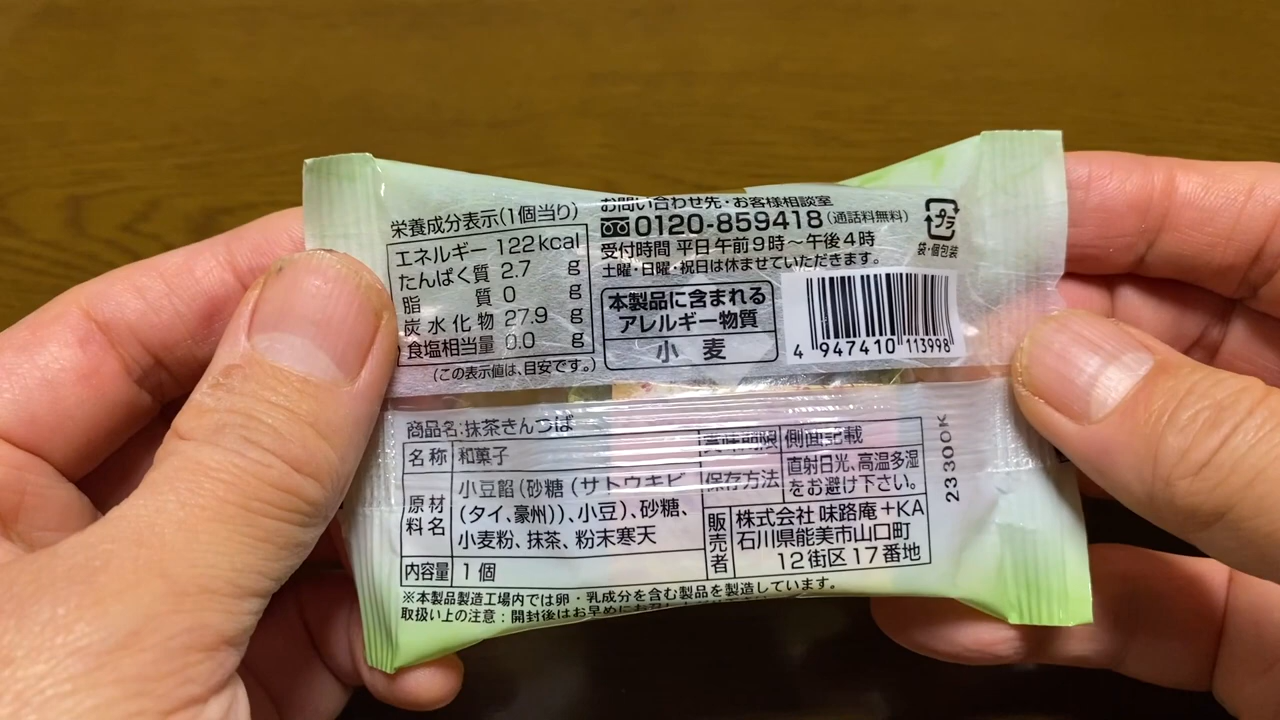 栄養成分表示(1個当り)
エネルギー 122kcal
たんぱく質 2.7 g
脂質 0 g
炭水化物 27.9 g
食塩相当量 0.0 g
(この表示値は、目安です。)
お問い合わせ先・お客様相談室
0120-859418(通話料無料)
受付時間 平日午前9時～午後4時
土曜・日曜・祝日は休ませていただきます。
プラ
袋・個包装
本製品に含まれる
アレルギー物質
小麦
4 947410 113998
商品名:抹茶きんつば
名称 和菓子
原材料名 小豆餡(砂糖(サトウキビ
(タイ、豪州))、小豆)、砂糖、
小麦粉、抹茶、粉末寒天
内容量 1個
賞味期限 側面記載
保存方法 直射日光、高温多湿
をお避け下さい。
販売者 株式会社 味路庵 +KA
石川県能美市山口町
12街区17番地
23300K
※本製品製造工場内では卵・乳成分を含む製品を製造しています。
取扱い上の注意:開封後はお早めにお